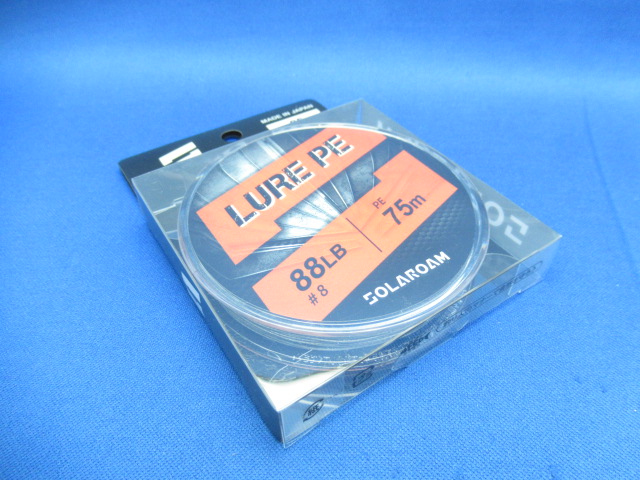 MADE IN JAPAN
LURE PE
88LB
#8
PE
75m
SOLAROAM